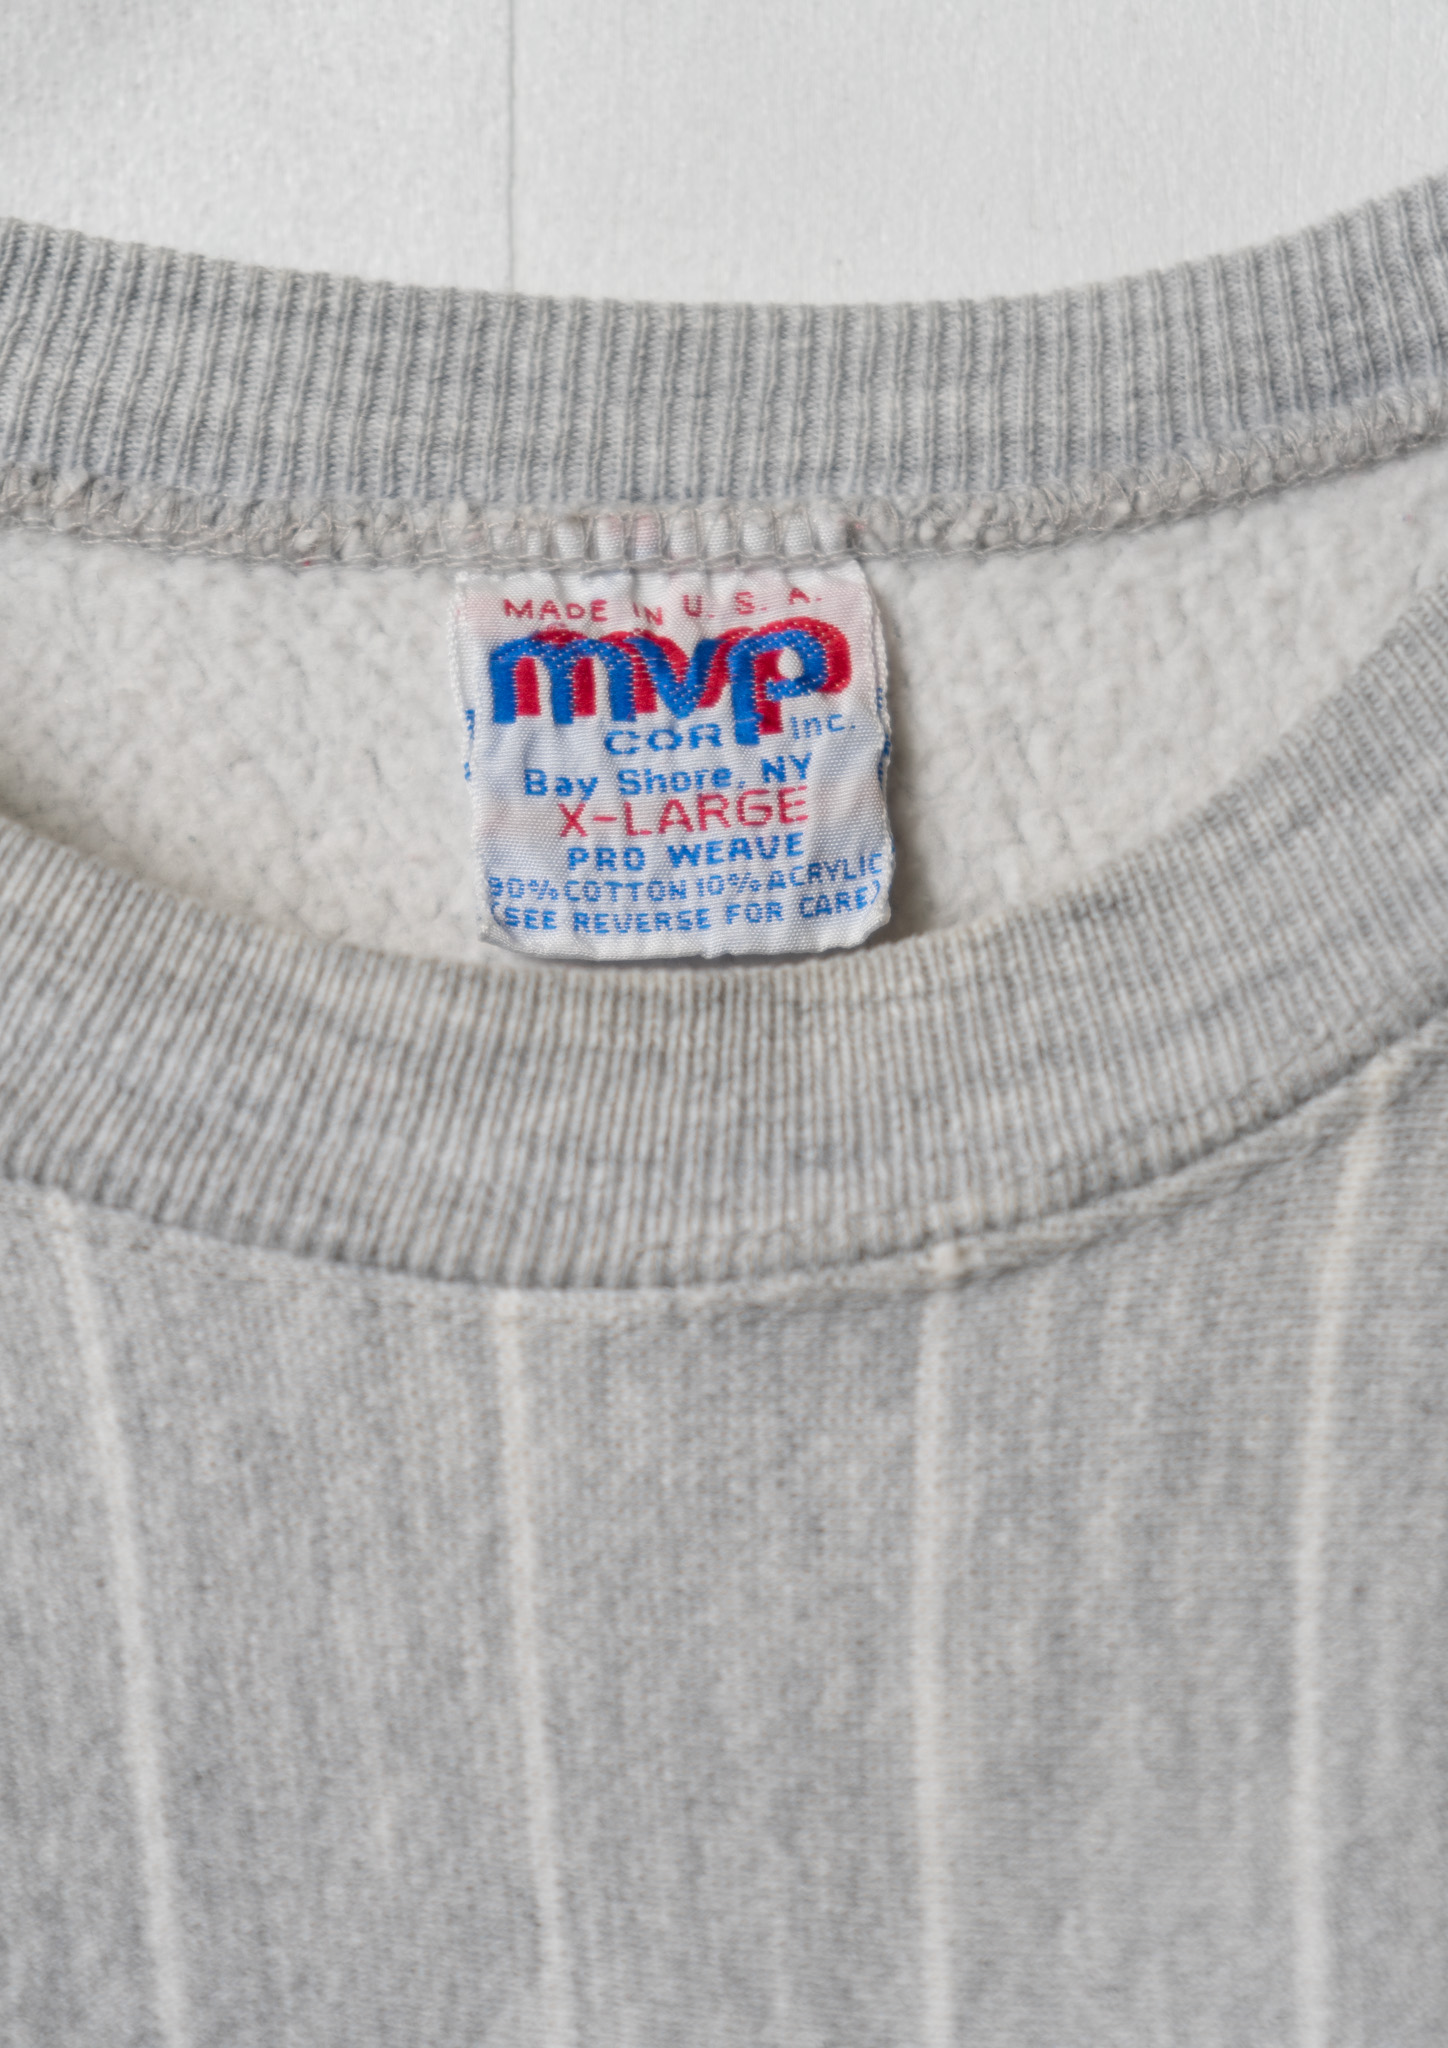 MADE IN U. S. A.
mvp
CORP Inc.
Bay Shore, NY
X-LARGE
PRO WEAVE
90% COTTON 10% ACRYLIC
(SEE REVERSE FOR CARE)